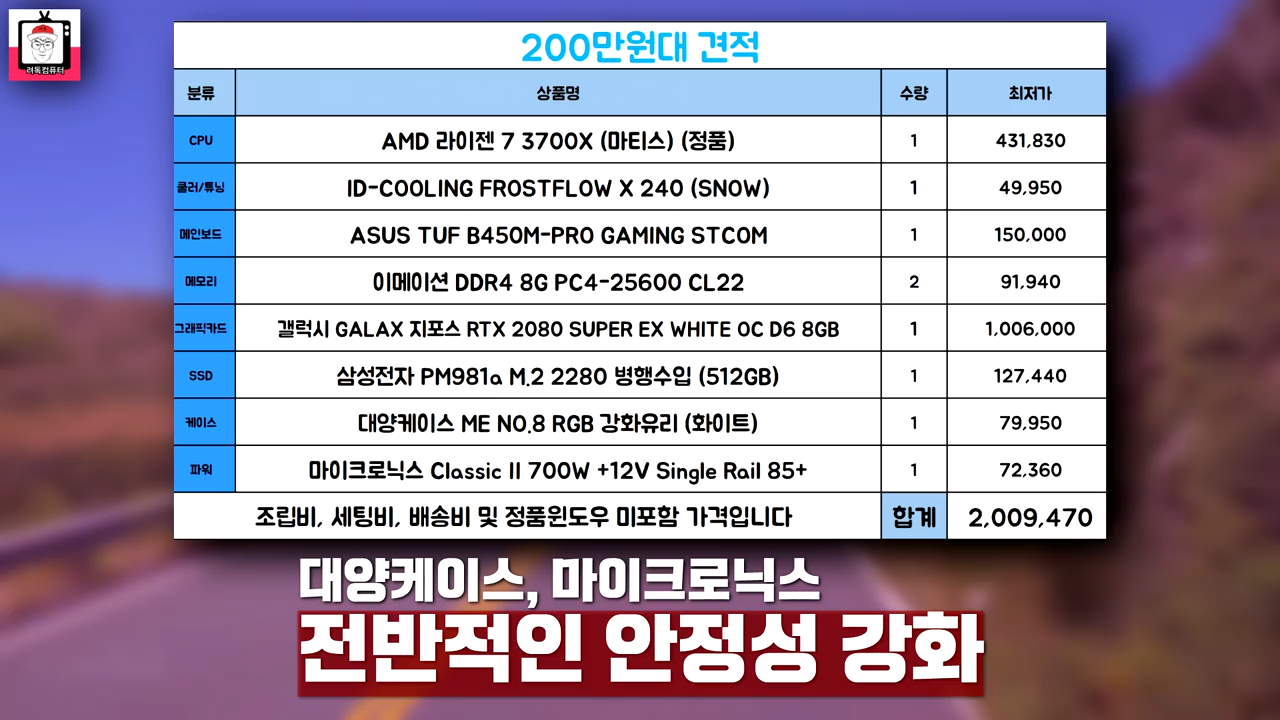 려독컴퓨터
200만원대 견적
분류 상품명 수량 최저가
CPU AMD 라이젠 7 3700X (마티스) (정품) 1 431,830
쿨러/튜닝 ID-COOLING FROSTFLOW X 240 (SNOW) 1 49,950
메인보드 ASUS TUF B450M-PRO GAMING STCOM 1 150,000
메모리 이메이션 DDR4 8G PC4-25600 CL22 2 91,940
그래픽카드 갤럭시 GALAX 지포스 RTX 2080 SUPER EX WHITE OC D6 8GB 1 1,006,000
SSD 삼성전자 PM981a M.2 2280 병행수입 (512GB) 1 127,440
케이스 대양케이스 ME NO.8 RGB 강화유리 (화이트) 1 79,950
파워 마이크로닉스 Classic II 700W +12V Single Rail 85+ 1 72,360
조립비, 세팅비, 배송비 및 정품윈도우 미포함 가격입니다 합계 2,009,470
대양케이스, 마이크로닉스
전반적인 안정성 강화